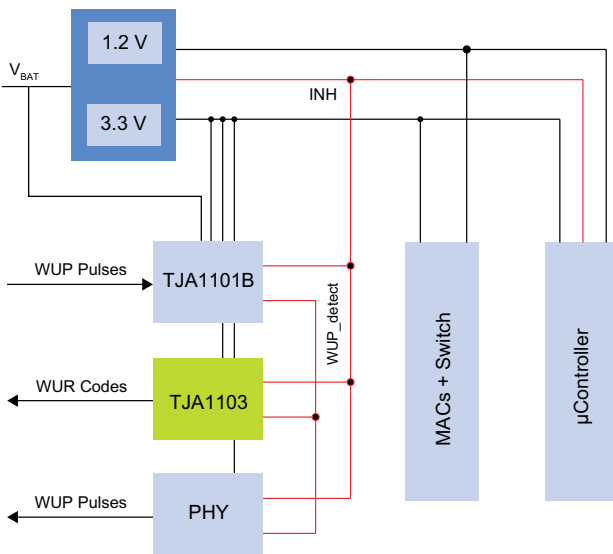 1.2 V
V_BAT
INH
3.3 V
WUP Pulses
TJA1101B
WUP_detect
MACs + Switch
µController
WUR Codes
TJA1103
WUP Pulses
PHY